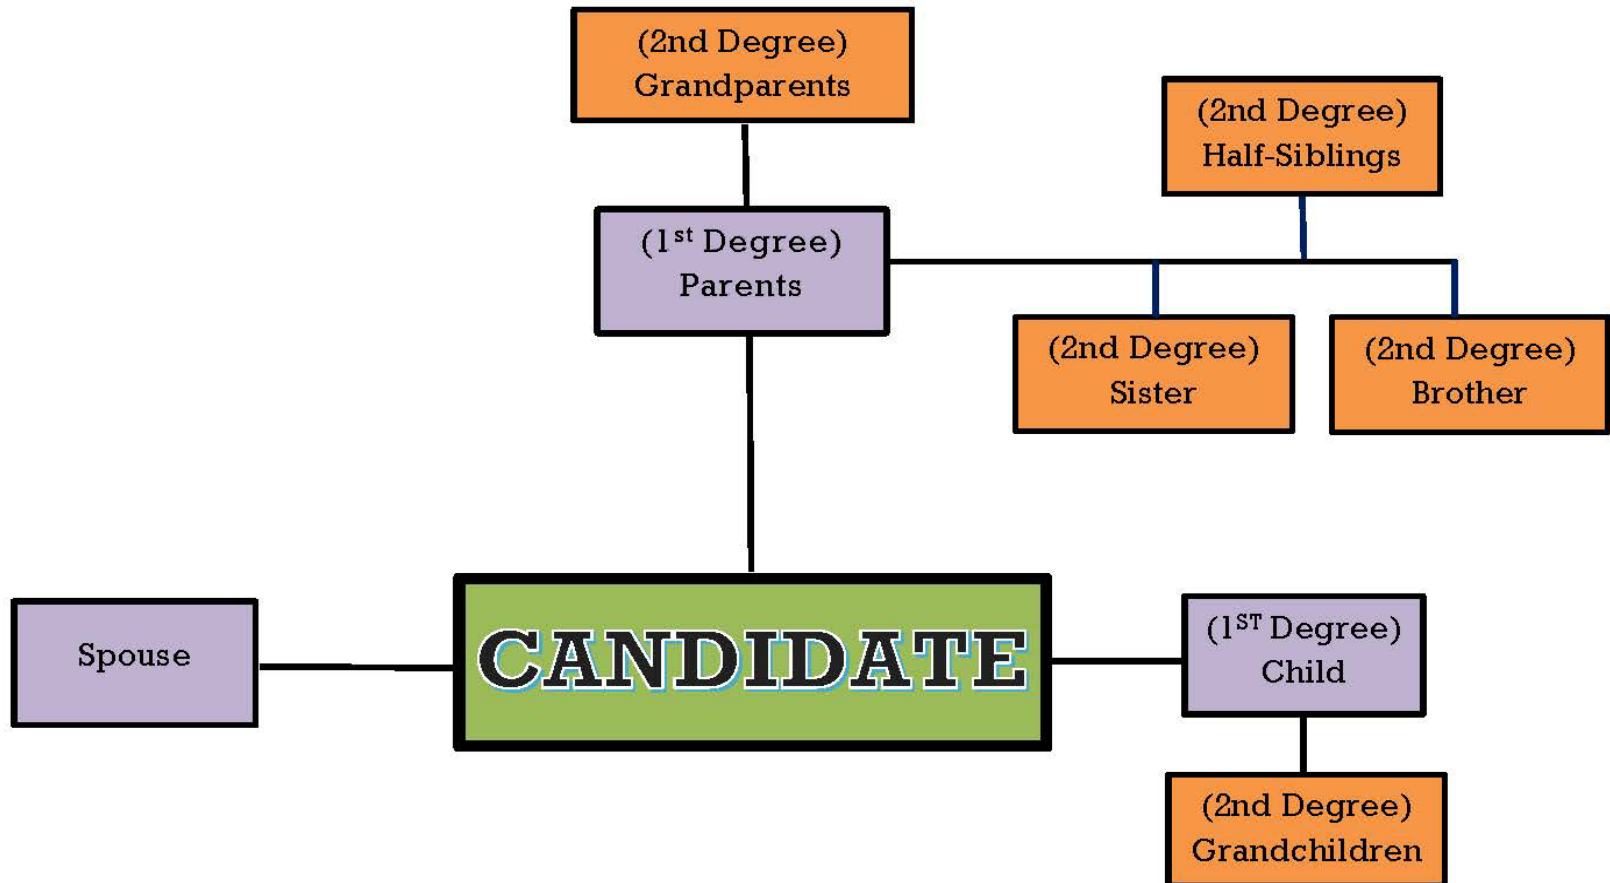 (2nd Degree)
Grandparents
(2nd Degree)
Half-Siblings
(1st Degree)
Parents
(2nd Degree)
Sister
(2nd Degree)
Brother
Spouse
CANDIDATE
(1ST Degree)
Child
(2nd Degree)
Grandchildren